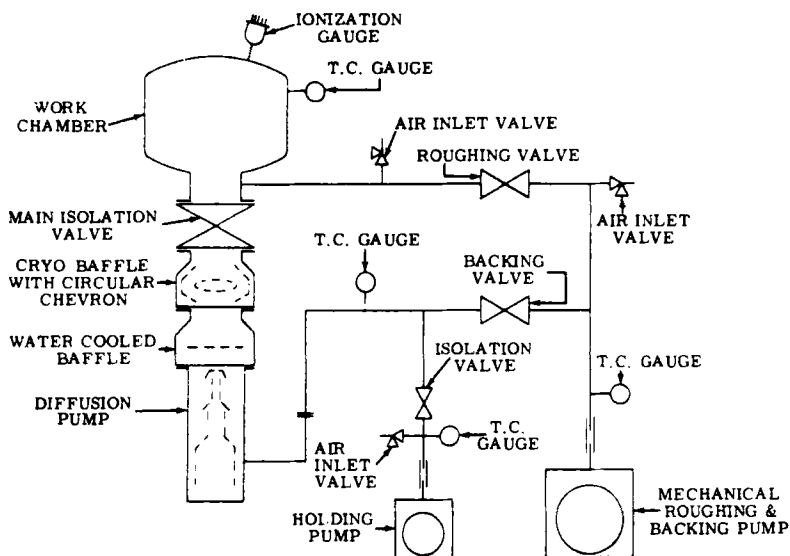 IONIZATION
GAUGE
T.C. GAUGE
WORK
CHAMBER
AIR INLET VALVE
ROUGHING VALVE
MAIN ISOLATION
VALVE
AIR INLET
VALVE
T.C. GAUGE
BACKING
VALVE
CRYO BAFFLE
WITH CIRCULAR
CHEVRON
WATER COOLED
BAFFLE
ISOLATION
VALVE
T.C. GAUGE
DIFFUSION
PUMP
T.C.
GAUGE
AIR
INLET
VALVE
HOLDING
PUMP
MECHANICAL
ROUGHING &
BACKING PUMP